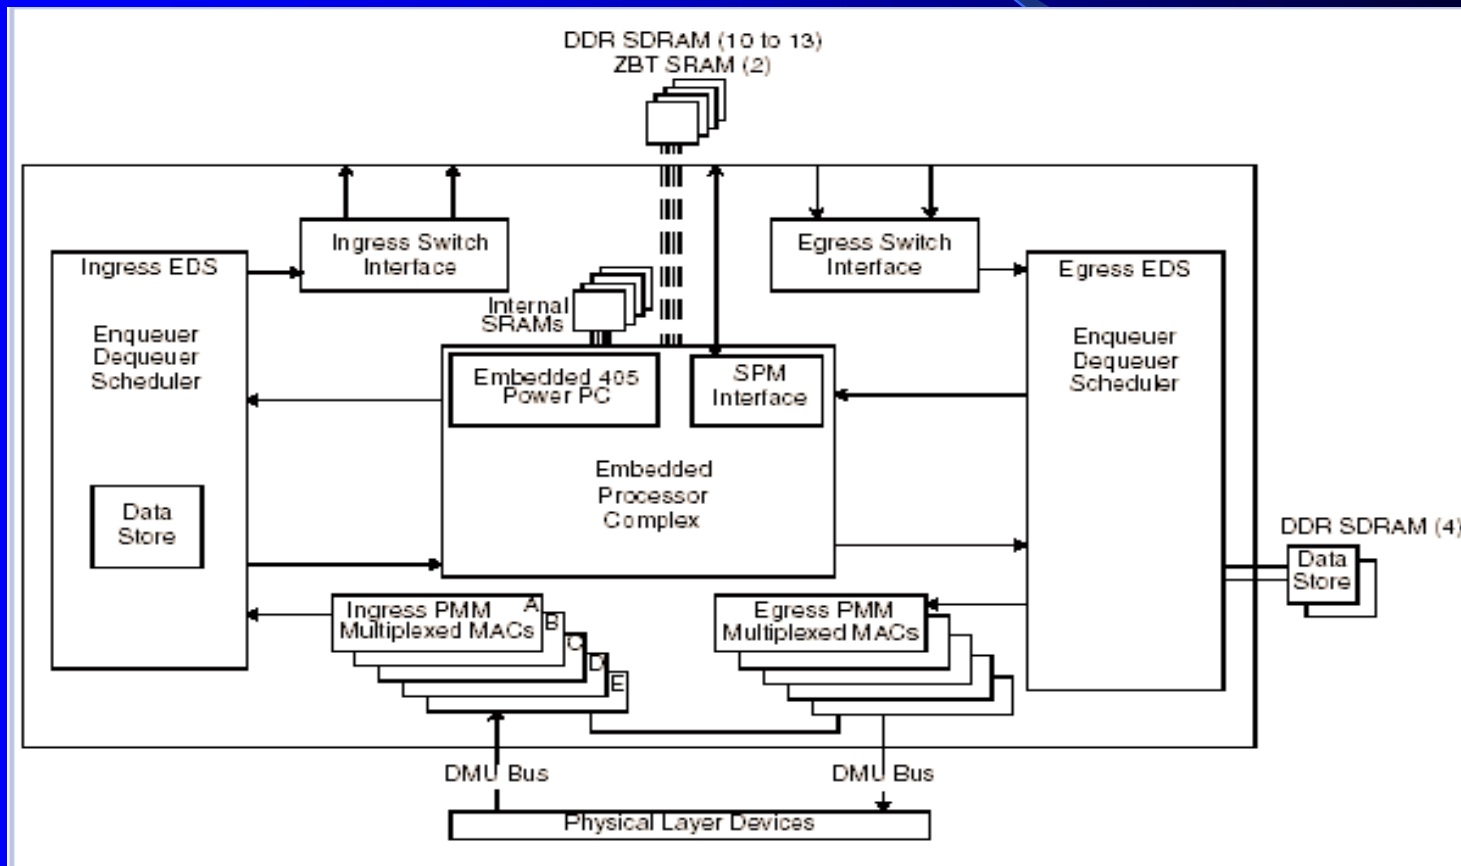 DDR SDRAM (10 to 13)
ZBT SRAM (2)
Ingress Switch
Interface
Egress Switch
Interface
Ingress EDS
Enqueuer
Dequeuer
Scheduler
Data
Store
Internal
SRAMs
Embedded 405
Power PC
SPM
Interface
Embedded
Processor
Complex
Egress EDS
Enqueuer
Dequeuer
Scheduler
DDR SDRAM (4)
Data
Store
Ingress PMM
Multiplexed MACs
A
B
C
D
E
Egress PMM
Multiplexed MACs
DMU Bus
DMU Bus
Physical Layer Devices